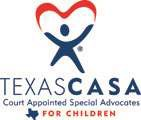 TEXASCASA
Court Appointed Special Advocates
FOR CHILDREN